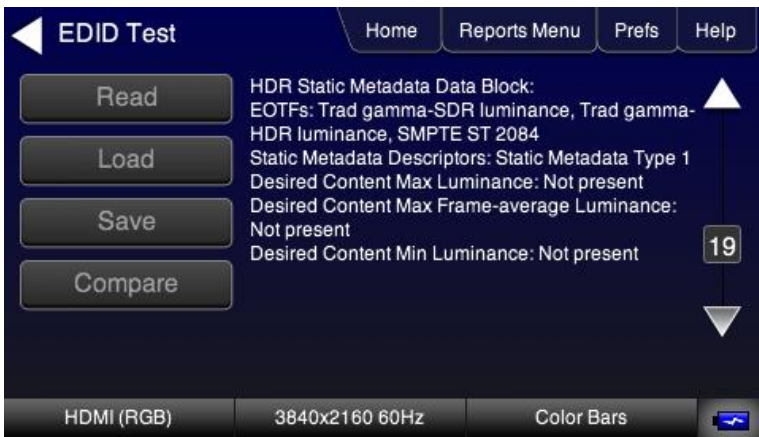 EDID Test
Home
Reports Menu
Prefs
Help
Read
Load
Save
Compare
HDR Static Metadata Data Block:
EOTFs: Trad gamma-SDR luminance, Trad gamma-
HDR luminance, SMPTE ST 2084
Static Metadata Descriptors: Static Metadata Type 1
Desired Content Max Luminance: Not present
Desired Content Max Frame-average Luminance:
Not present
Desired Content Min Luminance: Not present
19
HDMI (RGB)
3840x2160 60Hz
Color Bars